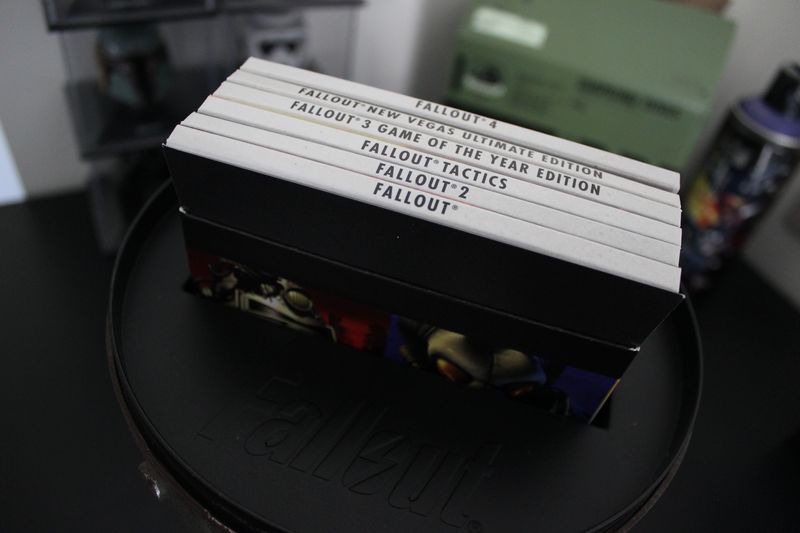 FALLOUT® 4
FALLOUT® NEW VEGAS ULTIMATE EDITION
FALLOUT® 3 GAME OF THE YEAR EDITION
FALLOUT® TACTICS
FALLOUT® 2
FALLOUT®
Fallout®